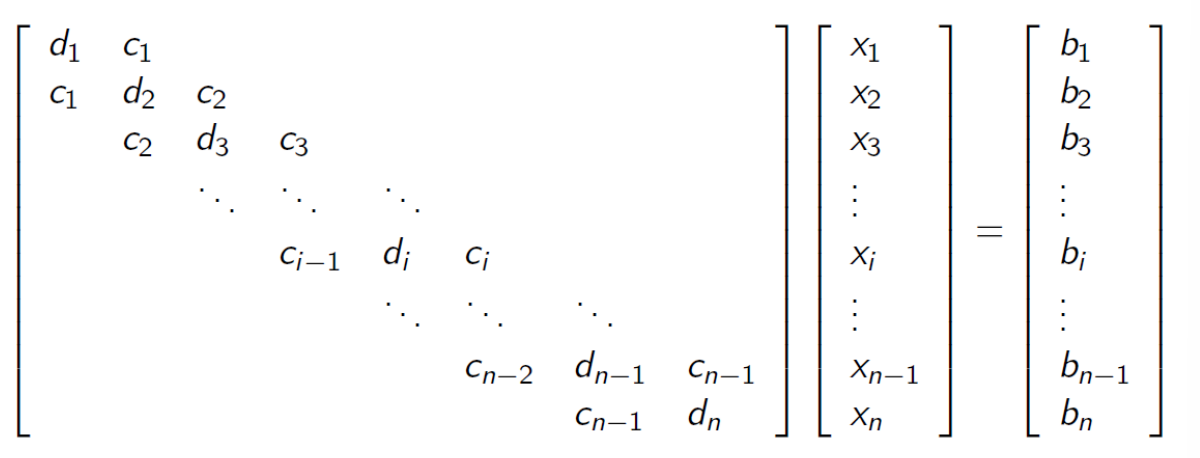 d₁ c₁ x₁ b₁
c₁ d₂ c₂ x₂ b₂
c₂ d₃ c₃ x₃ b₃
⋱ ⋱ ⋱ ⋮ ⋮
cᵢ₋₁ dᵢ cᵢ xᵢ = bᵢ
⋱ ⋱ ⋱ ⋮ ⋮
cₙ₋₂ dₙ₋₁ cₙ₋₁ xₙ₋₁ bₙ₋₁
cₙ₋₁ dₙ xₙ bₙ